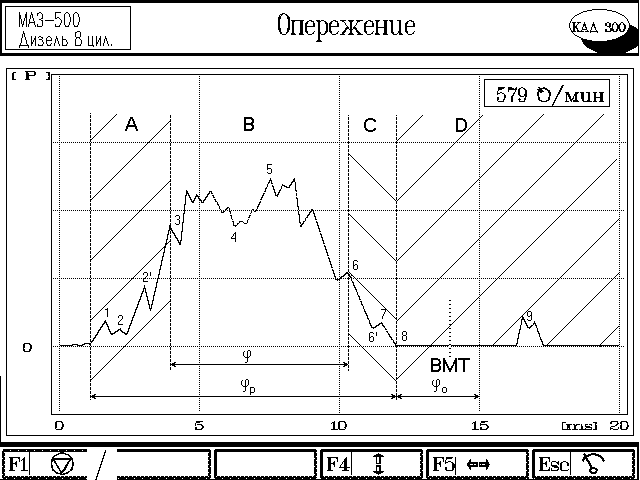 МАЗ-500
Дизель 8 цил.
Опережение
КАД 300
[ P ]
579 /мин
A
B
C
D
5
3
4
2'
1
2
6
7
6'
8
9
0
φ
ВМТ
φр
φо
0
5
10
15
[ms]
20
F1
F4
F5
Esc